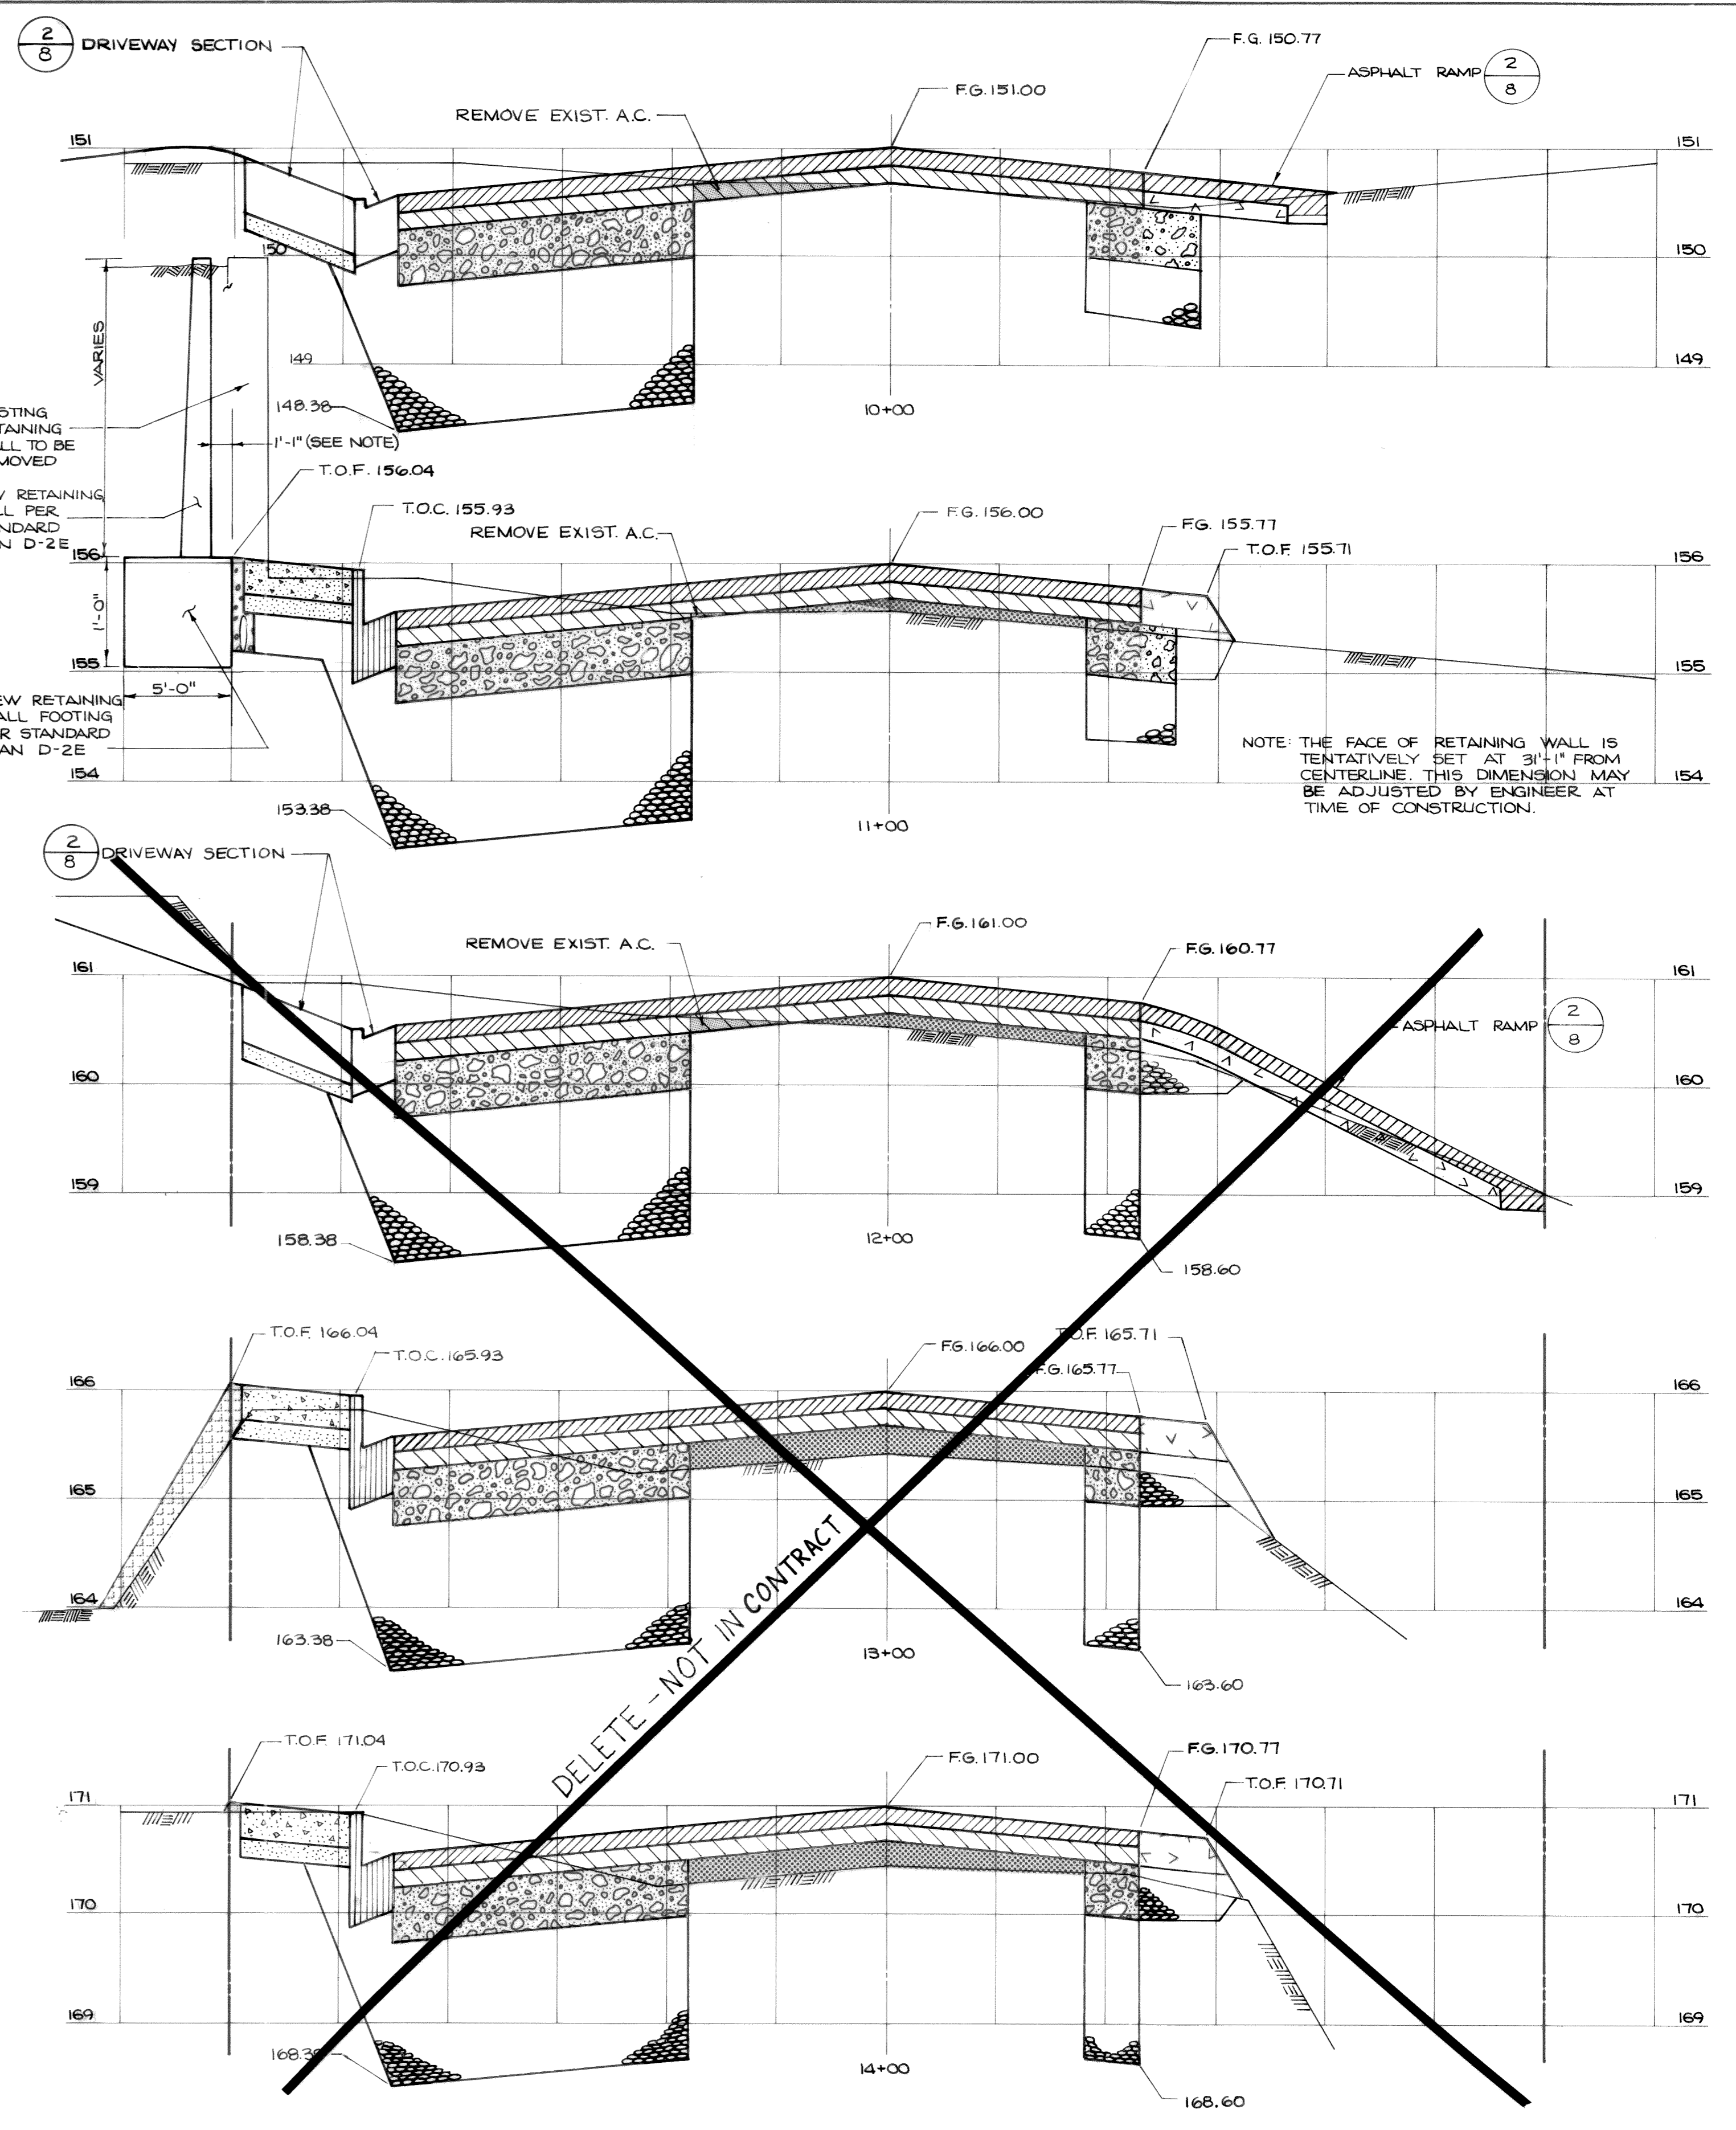 2
8
DRIVEWAY SECTION
F.G. 150.77
ASPHALT RAMP
2
8
F.G. 151.00
REMOVE EXIST. A.C.
151
151
150
150
149
149
VARIES
148.38
10+00
STING
TAINING
LL TO BE
MOVED
1'-1" (SEE NOTE)
T.O.F. 156.04
RETAINING
LL PER
NDARD
N D-2E
T.O.C. 155.93
REMOVE EXIST. A.C.
F.G. 156.00
F.G. 155.77
T.O.F. 155.71
156
156
1'-0"
155
155
5'-0"
EW RETAINING
ALL FOOTING
R STANDARD
AN D-2E
NOTE: THE FACE OF RETAINING WALL IS
TENTATIVELY SET AT 31'-1" FROM
CENTERLINE. THIS DIMENSION MAY
BE ADJUSTED BY ENGINEER AT
TIME OF CONSTRUCTION.
154
154
153.38
11+00
2
8
DRIVEWAY SECTION
F.G. 161.00
REMOVE EXIST. A.C.
F.G. 160.77
161
161
2
8
ASPHALT RAMP
160
160
159
159
158.38
12+00
158.60
T.O.F. 166.04
T.O.C. 165.93
F.G. 166.00
T.O.F. 165.71
F.G. 165.77
166
166
165
165
164
164
163.38
13+00
163.60
DELETE - NOT IN CONTRACT
T.O.F. 171.04
T.O.C. 170.93
F.G. 171.00
F.G. 170.77
T.O.F. 170.71
171
171
170
170
169
169
168.38
14+00
168.60